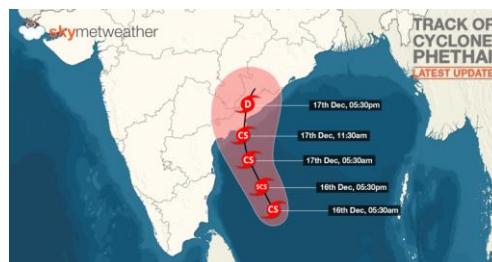 skymetweather
TRACK OF
CYCLONE
PHETHAI
LATEST UPDATE
D
17th Dec, 05:30pm
CS
17th Dec, 11:30am
CS
17th Dec, 05:30am
SCS
16th Dec, 05:30pm
CS
16th Dec, 05:30am